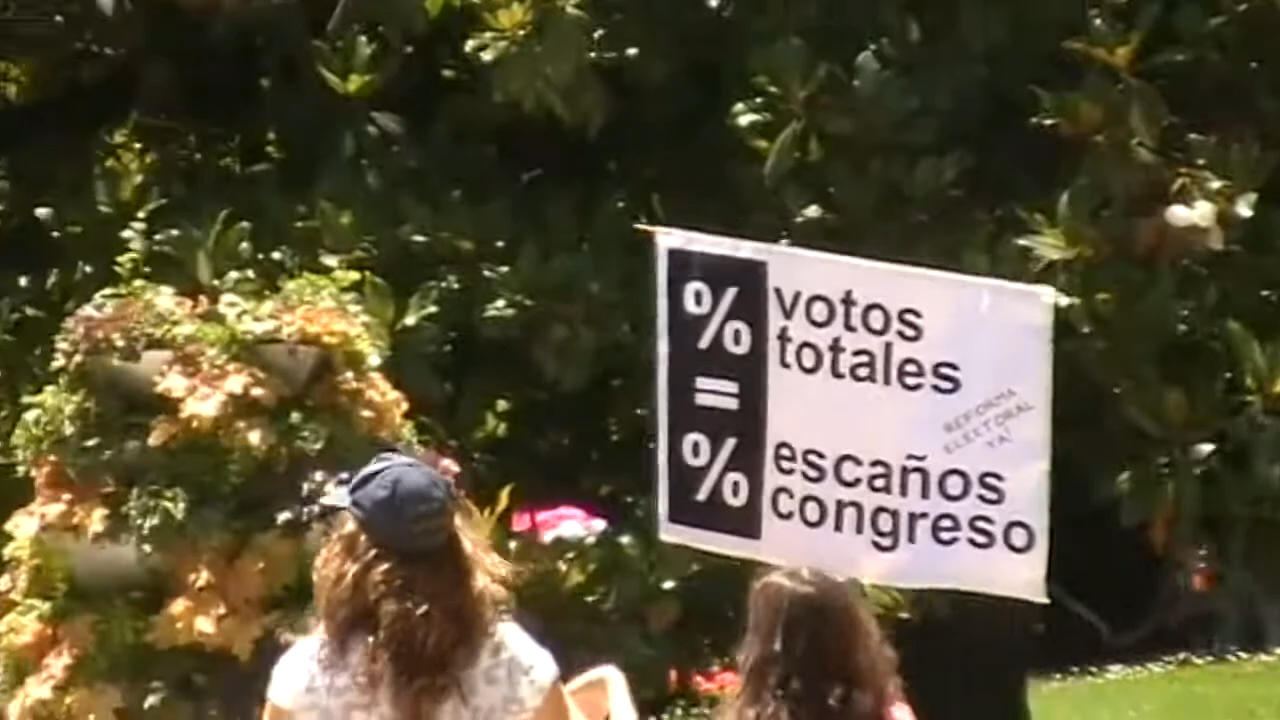 % votos
totales
=
% escaños
congreso
REFORMA
ELECTORAL
YA!